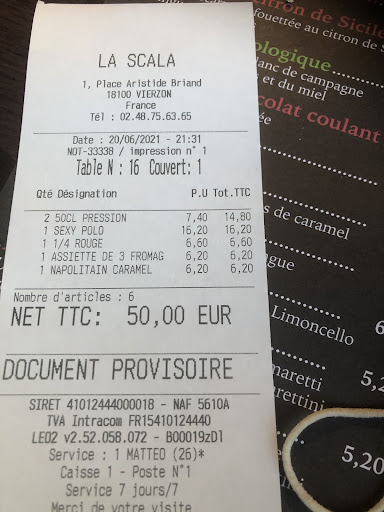 LA SCALA
1, Place Aristide Briand
18100 VIERZON
France
Tél : 02.48.75.63.65
Date : 20/06/2021 - 21:31
NOT-33338 / impression n° 1
Table N : 16 Couvert: 1
Qté Désignation P.U Tot.TTC
2 50CL PRESSION 7,40 14,80
1 SEXY POLO 16,20 16,20
1 1/4 ROUGE 6,60 6,60
1 ASSIETTE DE 3 FROMAG 6,20 6,20
1 NAPOLITAIN CARAMEL 6,20 6,20
Nombre d'articles : 6
NET TTC: 50,00 EUR
DOCUMENT PROVISOIRE
SIRET 41012444000018 - NAF 5610A
TVA Intracom FR15410124440
LEO2 v2.52.058.072 - B00019zDl
Service : 1 MATTEO (26)*
Caisse 1 - Poste N°1
Service 7 jours/7
Merci de votre visite
citron de Sicile
fouettée au citron de S
ologique
lanc de campagne
s et du miel
colat coulant
ée
s de caramel
gue
Limoncello
maretti 5,2
arettini
5,20